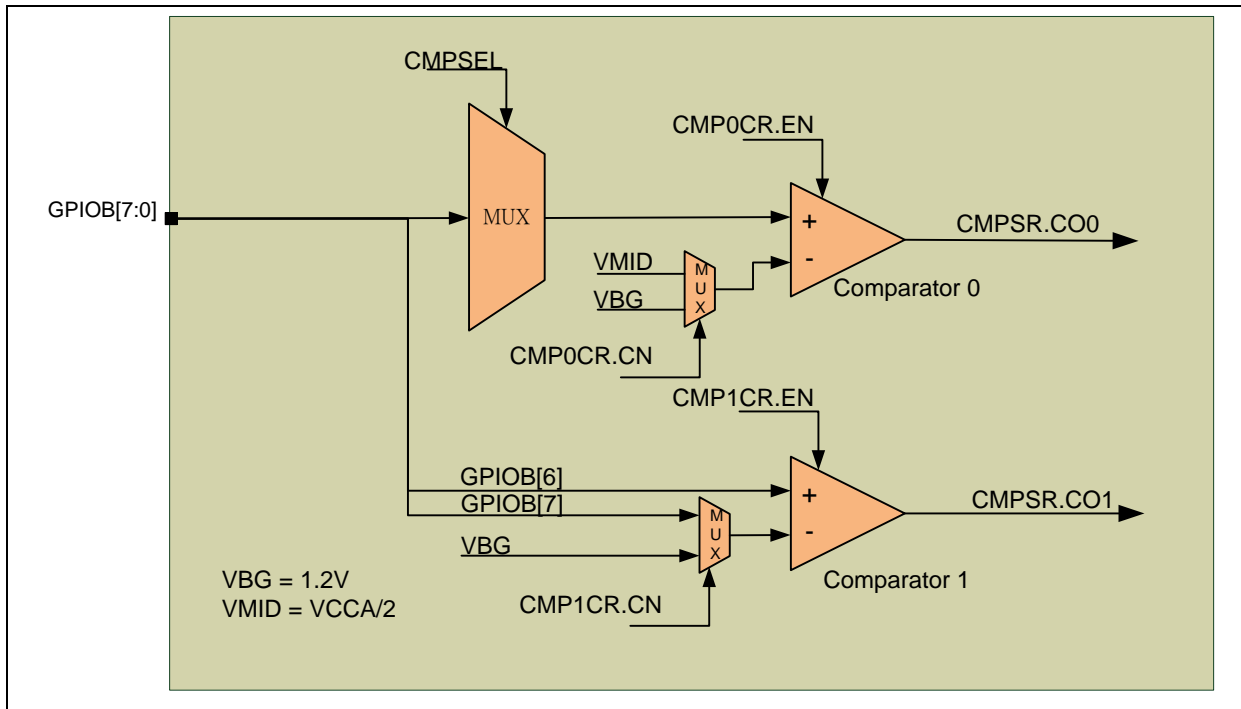 CMPSEL
CMP0CR.EN
GPIOB[7:0]
MUX
+
-
CMPSR.CO0
VMID
VBG
M
U
X
Comparator 0
CMP0CR.CN
CMP1CR.EN
GPIOB[6]
GPIOB[7]
VBG
M
U
X
+
-
CMPSR.CO1
Comparator 1
VBG = 1.2V
VMID = VCCA/2
CMP1CR.CN